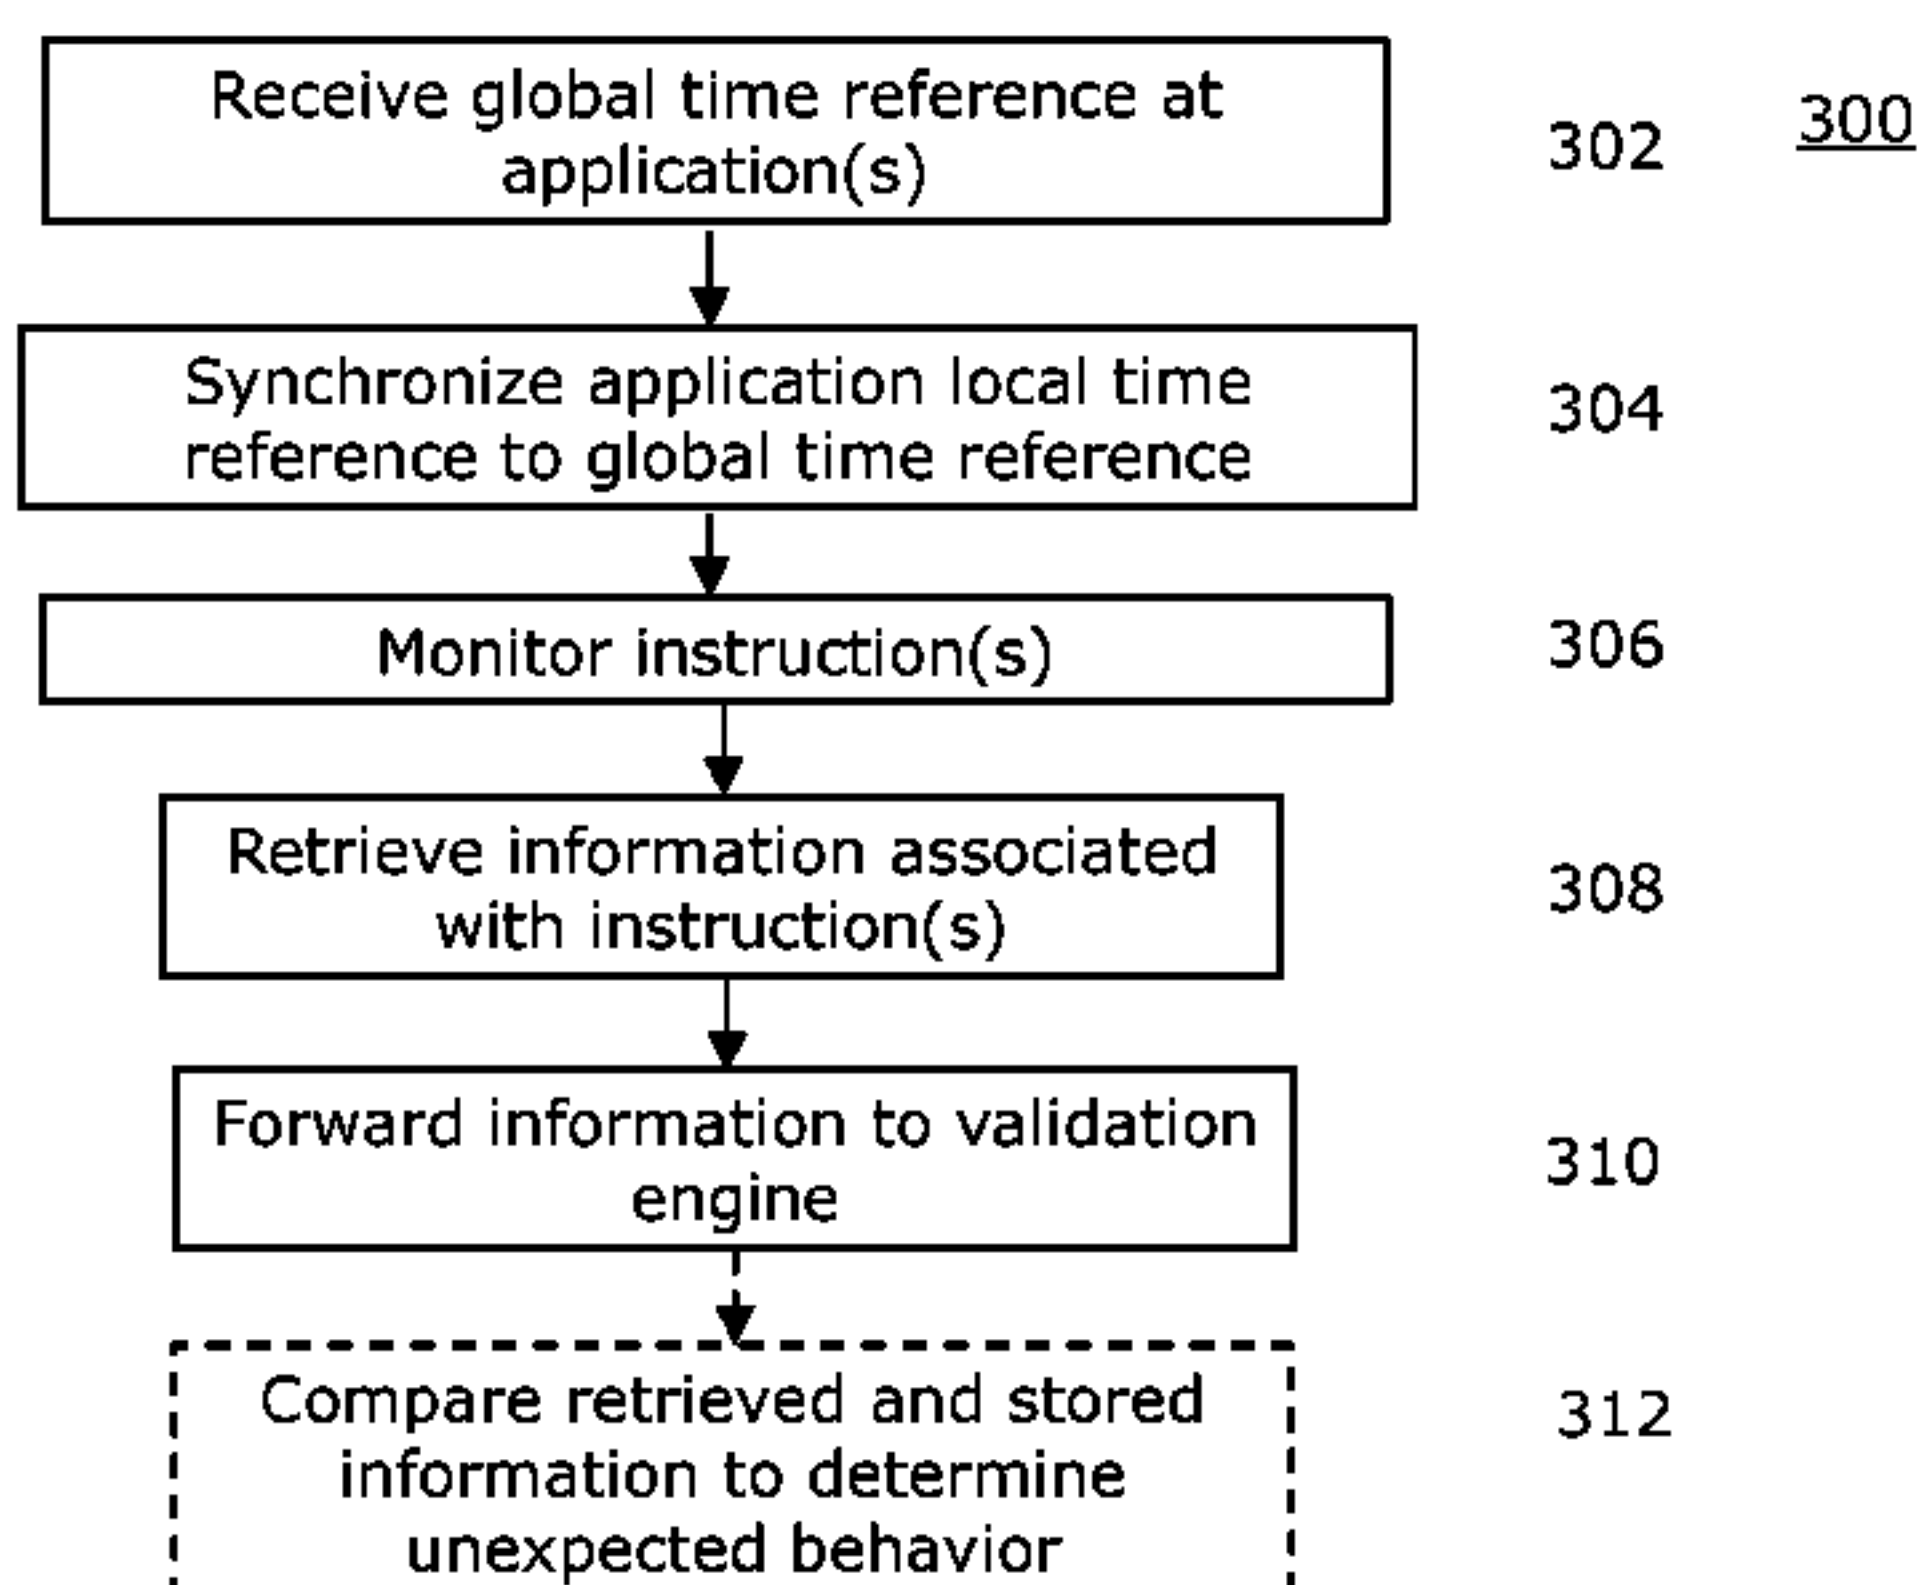 Receive global time reference at
application(s)
302
300
Synchronize application local time
reference to global time reference
304
Monitor instruction(s)
306
Retrieve information associated
with instruction(s)
308
Forward information to validation
engine
310
Compare retrieved and stored
information to determine
unexpected behavior
312